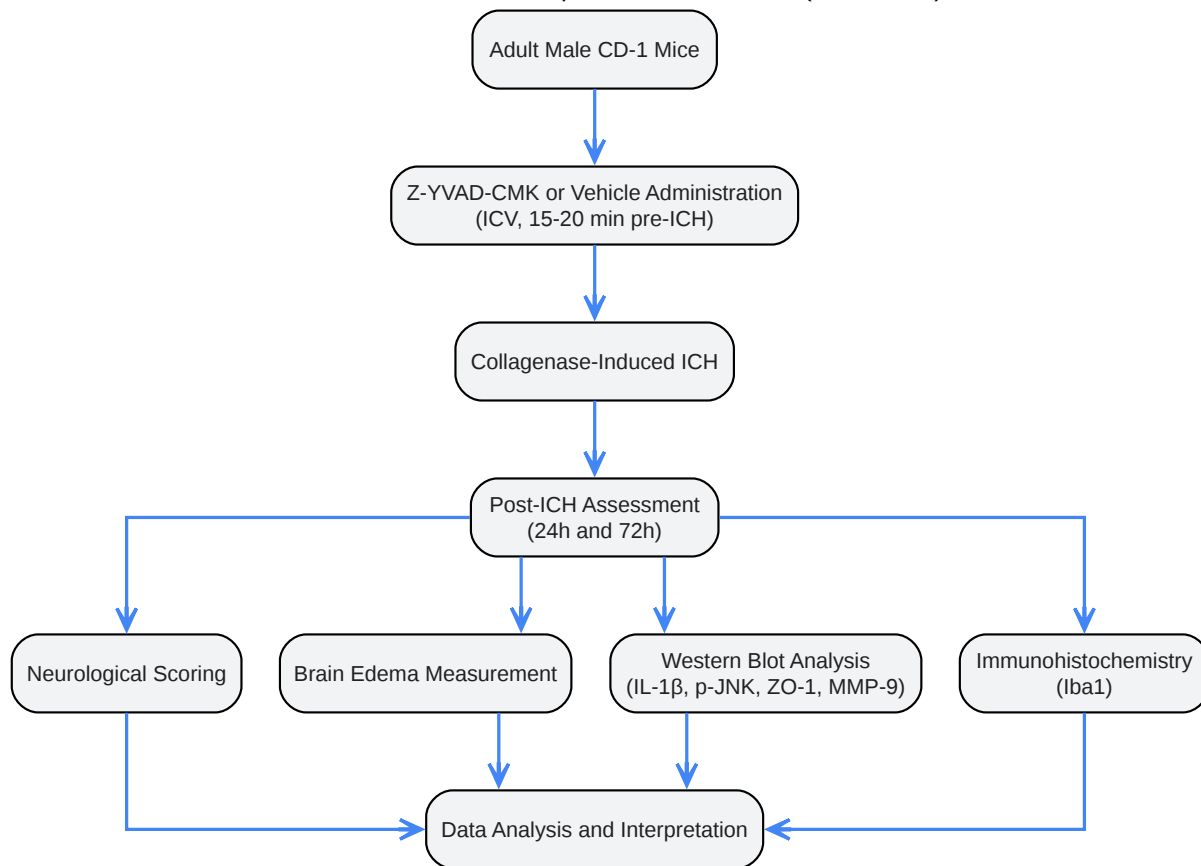 Adult Male CD-1 Mice
Z-YVAD-CMK or Vehicle Administration
(ICV, 15-20 min pre-ICH)
Collagenase-Induced ICH
Post-ICH Assessment
(24h and 72h)
Neurological Scoring
Brain Edema Measurement
Western Blot Analysis
(IL-1β, p-JNK, ZO-1, MMP-9)
Immunohistochemistry
(Iba1)
Data Analysis and Interpretation